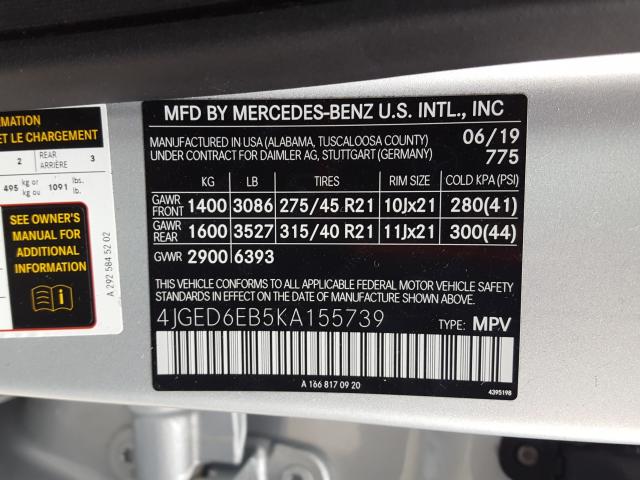 RMATION
ET LE CHARGEMENT
2 REAR ARRIÈRE 3
495 kg or kg ou 1091 lbs. lb.
SEE OWNER'S
MANUAL FOR
ADDITIONAL
INFORMATION
A 292 584 52 02
MFD BY MERCEDES-BENZ U.S. INTL., INC
MANUFACTURED IN USA (ALABAMA, TUSCALOOSA COUNTY) 06/19
UNDER CONTRACT FOR DAIMLER AG, STUTTGART (GERMANY) 775
KG LB TIRES RIM SIZE COLD KPA (PSI)
GAWR FRONT 1400 3086 275/45 R21 10Jx21 280(41)
GAWR REAR 1600 3527 315/40 R21 11Jx21 300(44)
GVWR 2900 6393
THIS VEHICLE CONFORMS TO ALL APPLICABLE FEDERAL MOTOR VEHICLE SAFETY
STANDARDS IN EFFECT ON THE DATE OF MANUFACTURE SHOWN ABOVE.
4JGED6EB5KA155739 TYPE: MPV
A 166 817 09 20
4395198